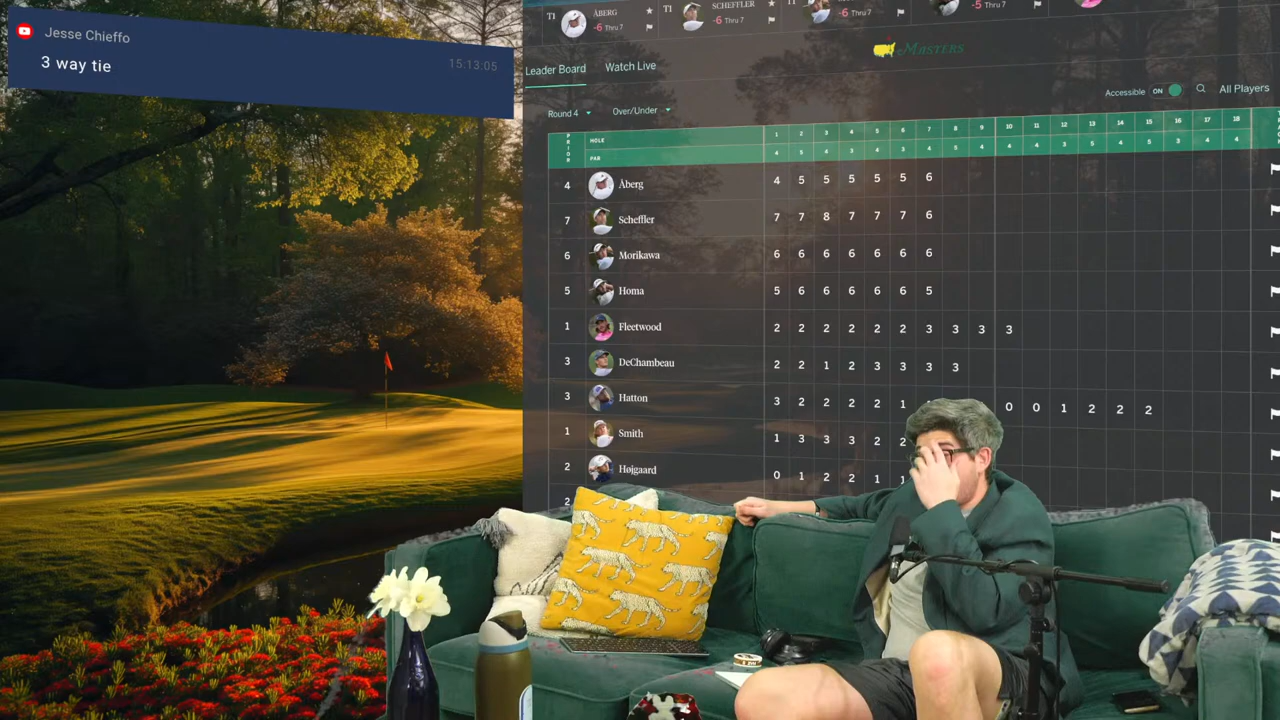 Jesse Chieffo
3 way tie 15:13:05
T1 ÅBERG -6 Thru 7
T1 SCHEFFLER -6 Thru 7
T1 -6 Thru 7
-5 Thru 7
Masters
Leader Board Watch Live
Accessible ON All Players
Round 4 Over/Under
PRIOR HOLE 1 2 3 4 5 6 7 8 9 10 11 12 13 14 15 16 17 18
PAR 4 5 4 3 4 3 4 5 4 4 4 3 5 4 5 3 4 4
4 Åberg 4 5 5 5 5 5 6
7 Scheffler 7 7 8 7 7 7 6
6 Morikawa 6 6 6 6 6 6 6
5 Homa 5 6 6 6 6 6 5
1 Fleetwood 2 2 2 2 2 2 3 3 3 3
3 DeChambeau 2 2 1 2 3 3 3 3
3 Hatton 3 2 2 2 2 1 0 0 1 2 2 2
1 Smith 1 3 3 3 2 2
2 Højgaard 0 1 2 2 1 1
2